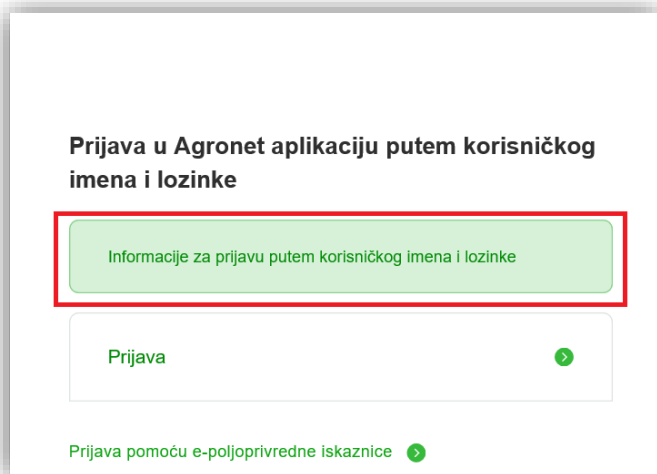 Prijava u Agronet aplikaciju putem korisničkog
imena i lozinke
Informacije za prijavu putem korisničkog imena i lozinke
Prijava
Prijava pomoću e-poljoprivredne iskaznice